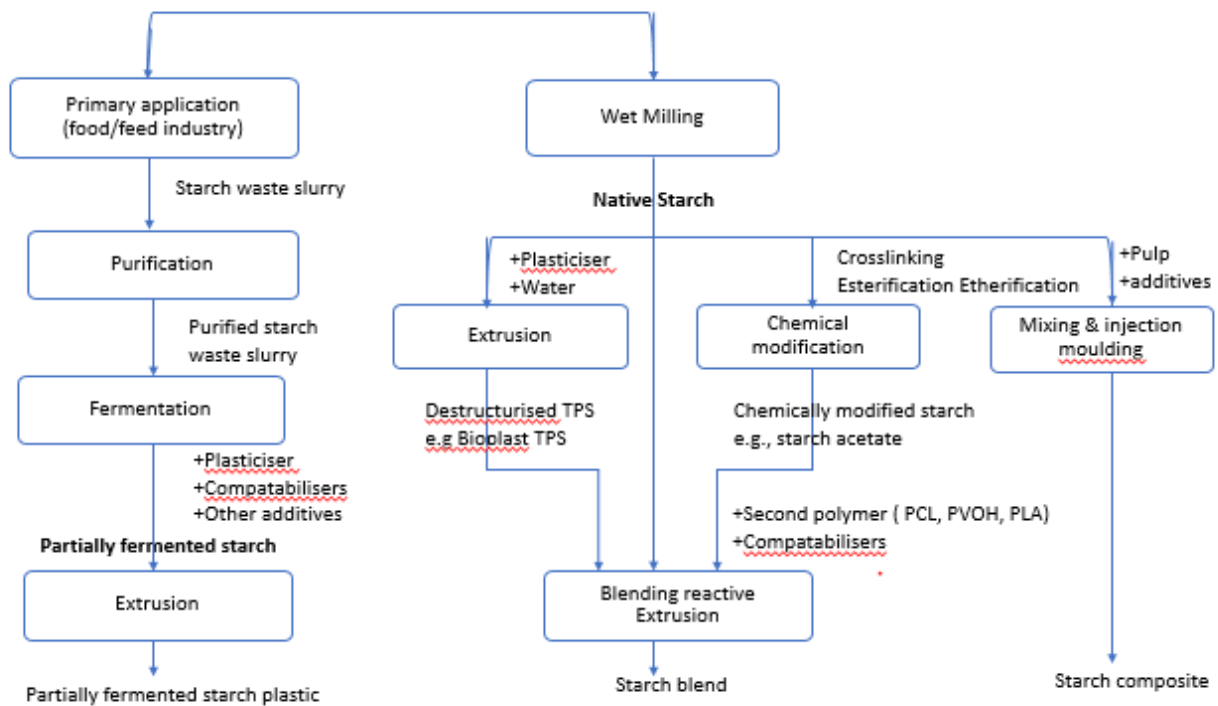 Primary application
(food/feed industry)
Starch waste slurry
Purification
Purified starch
waste slurry
Fermentation
+Plasticiser
+Compatabilisers
+Other additives
Partially fermented starch
Extrusion
Partially fermented starch plastic
Wet Milling
Native Starch
+Plasticiser
+Water
Extrusion
Destructurised TPS
e.g Bioplast TPS
Crosslinking
Esterification Etherification
Chemical
modification
Chemically modified starch
e.g., starch acetate
+Second polymer ( PCL, PVOH, PLA)
+Compatabilisers
Blending reactive
Extrusion
Starch blend
+Pulp
+additives
Mixing & injection
moulding
Starch composite